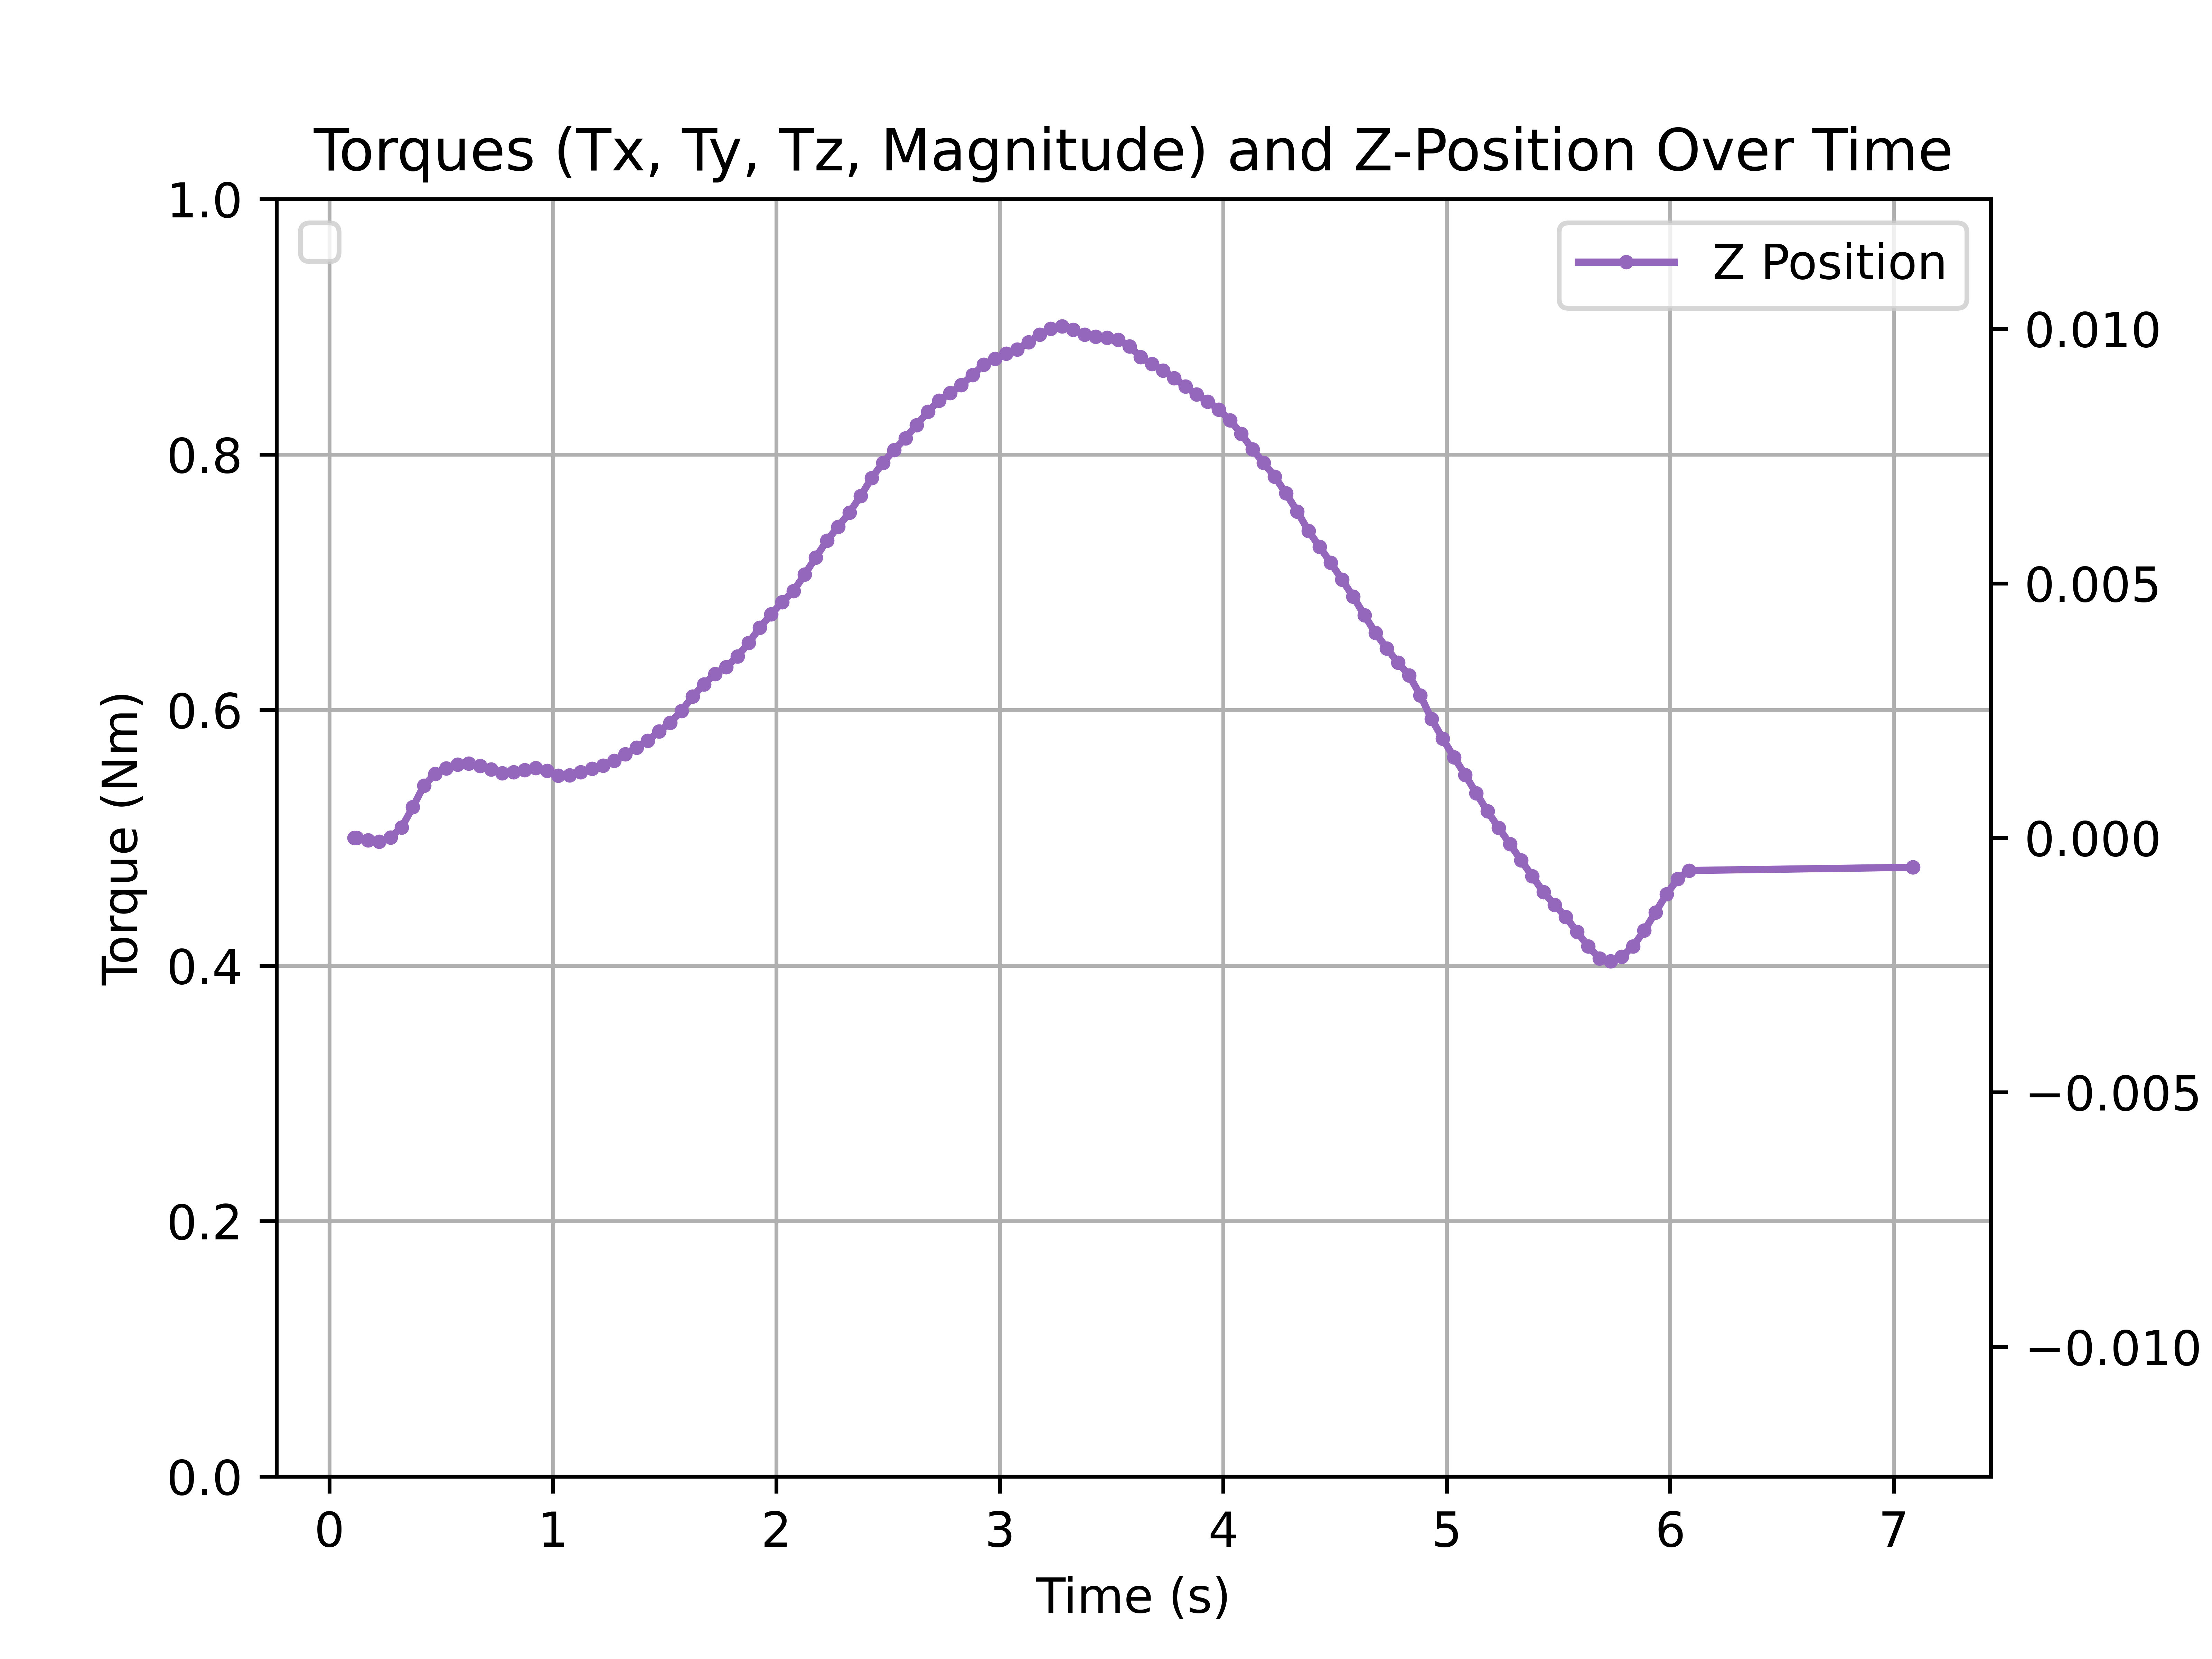 Torques (Tx, Ty, Tz, Magnitude) and Z-Position Over Time
1.0
0.8
0.6
0.4
0.2
0.0
Torque (Nm)
Z Position
0.010
0.005
0.000
−0.005
−0.010
0 1 2 3 4 5 6 7
Time (s)